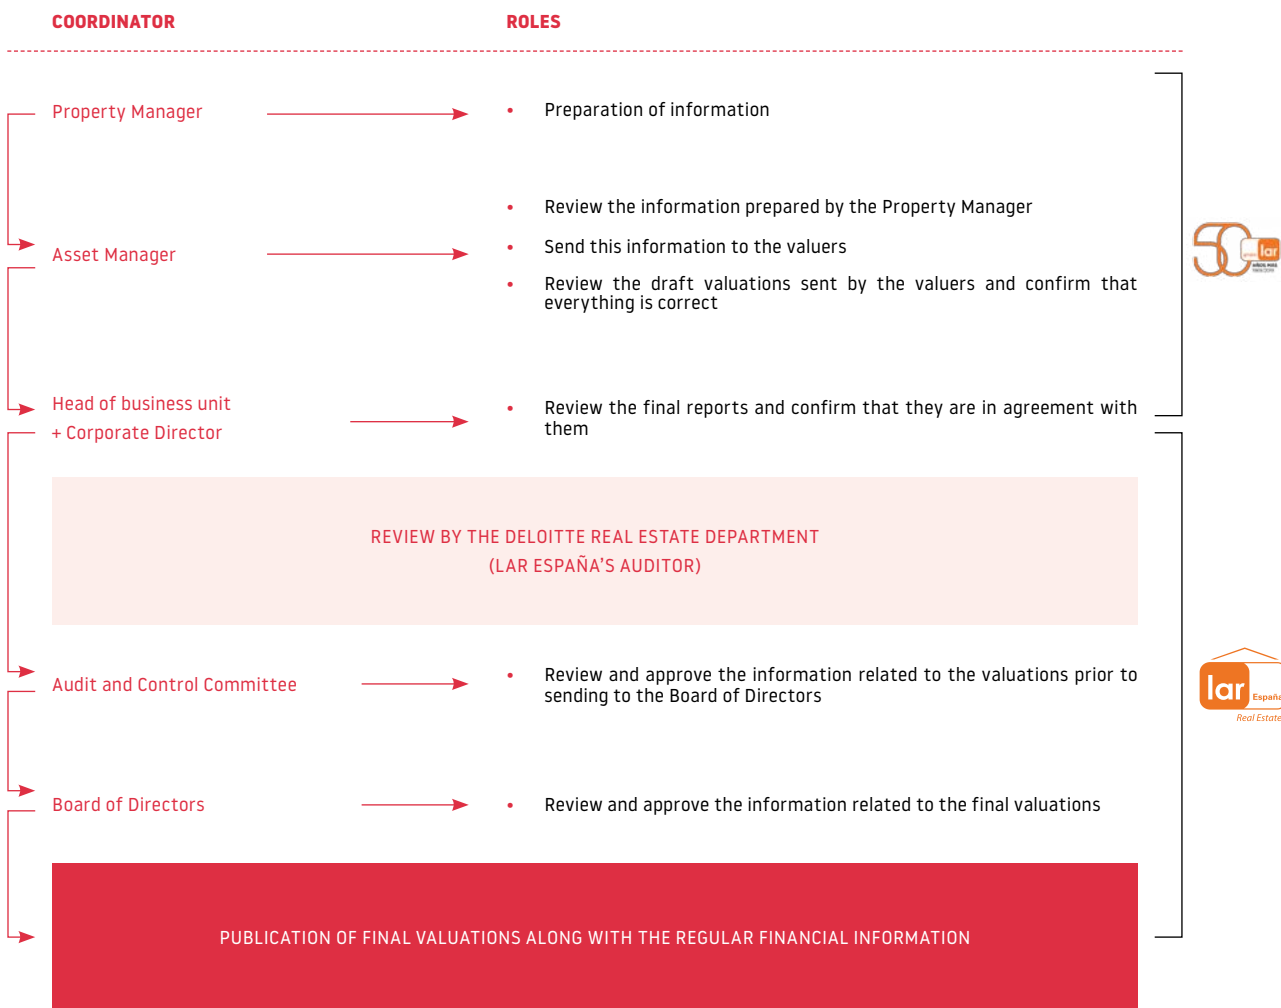 COORDINATOR
ROLES
Property Manager
• Preparation of information
• Review the information prepared by the Property Manager
Asset Manager
• Send this information to the valuers
• Review the draft valuations sent by the valuers and confirm that
everything is correct
Head of business unit
+ Corporate Director
• Review the final reports and confirm that they are in agreement with
them
REVIEW BY THE DELOITTE REAL ESTATE DEPARTMENT
(LAR ESPAÑA'S AUDITOR)
Audit and Control Committee
• Review and approve the information related to the valuations prior to
sending to the Board of Directors
Board of Directors
• Review and approve the information related to the final valuations
PUBLICATION OF FINAL VALUATIONS ALONG WITH THE REGULAR FINANCIAL INFORMATION
50
lar
lar
España
Real Estate